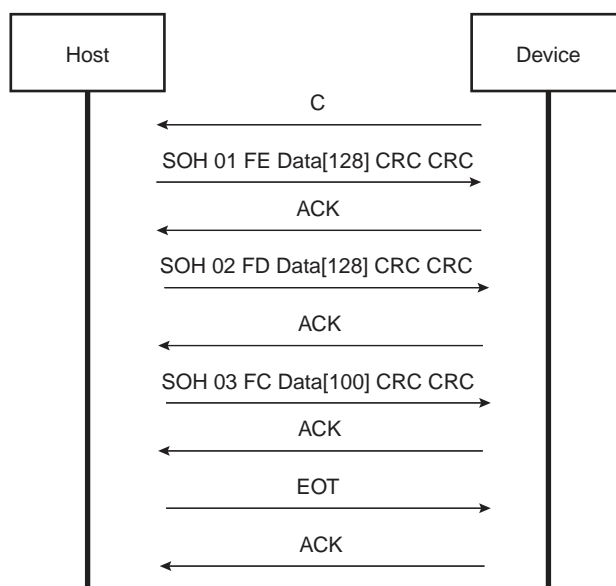 Host
Device
C
SOH 01 FE Data[128] CRC CRC
ACK
SOH 02 FD Data[128] CRC CRC
ACK
SOH 03 FC Data[100] CRC CRC
ACK
EOT
ACK